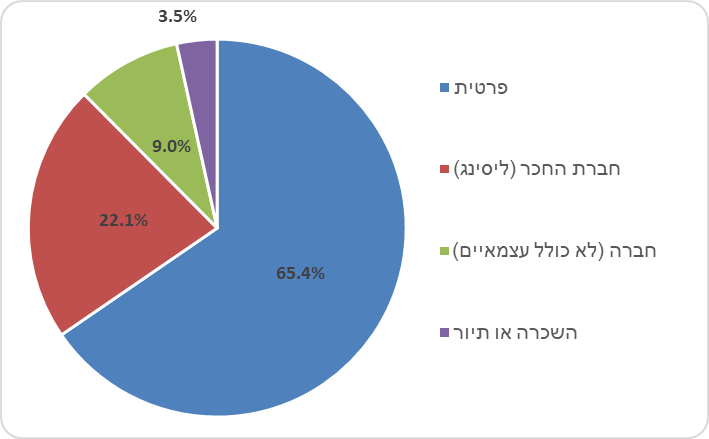 3.5%
9.0%
22.1%
65.4%
פרטית
חברת החכר (ליסינג)
חברה (לא כולל עצמאיים)
השכרה או תיור